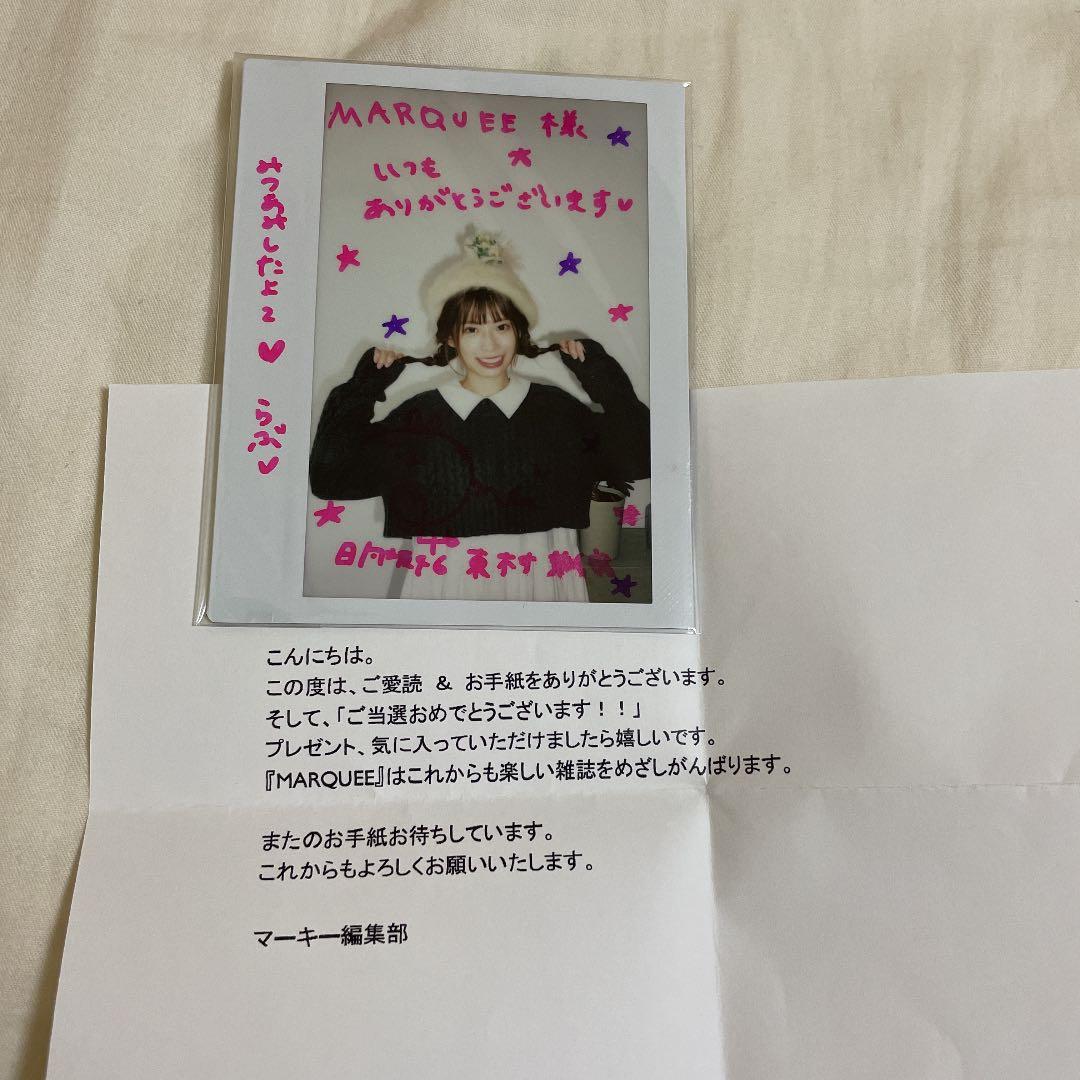 MARQUEE 様
いつも
ありがとうございます♥
みつあみしたよ
♥ らぶ♥
日向坂46 東村
こんにちは。
この度は、ご愛読 & お手紙をありがとうございます。
そして、「ご当選おめでとうございます！！」
プレゼント、気に入っていただけましたら嬉しいです。
『MARQUEE』はこれからも楽しい雑誌をめざしがんばります。
またのお手紙お待ちしています。
これからもよろしくお願いいたします。
マーキー編集部